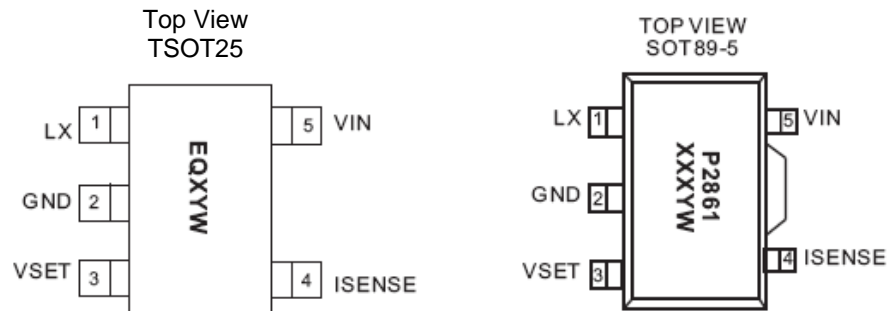 Top View
TSOT25
LX 1
5 VIN
GND 2
EQXYW
VSET 3
4 ISENSE
TOP VIEW
SOT89-5
LX 1
5 VIN
GND 2
P2861
XXXYW
VSET 3
4 ISENSE